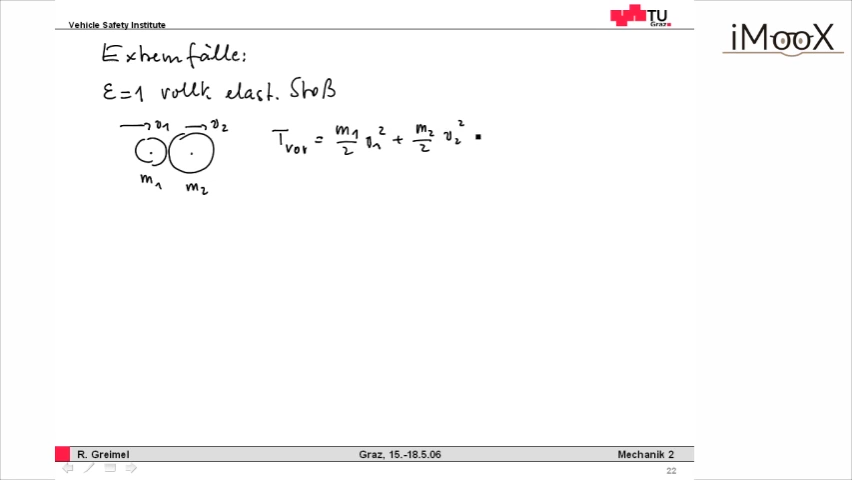 Vehicle Safety Institute
TU
Graz
iMooX
Extremfälle:
ε=1 vollk. elast. Stoß
v₁ v₂
T_vor = m₁/2 v₁² + m₂/2 v₂²
m₁ m₂
R. Greimel Graz, 15.-18.5.06 Mechanik 2
22